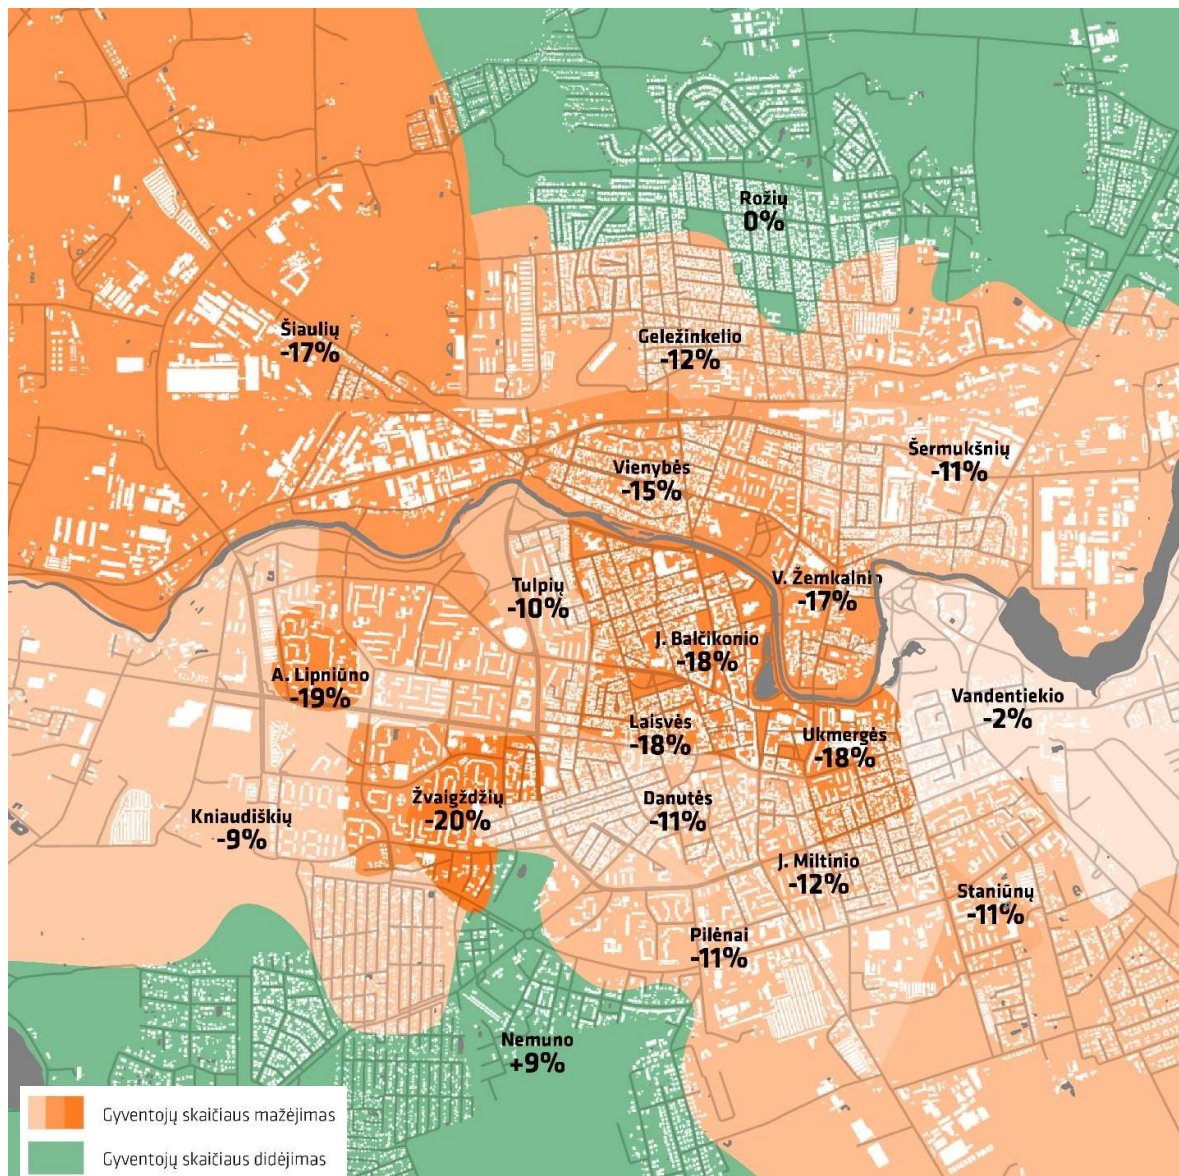 Rožių
0%
Šiaulių
-17%
Geležinkelio
-12%
Šermukšnių
-11%
Vienybės
-15%
V. Žemkalnio
-17%
Tulpių
-10%
J. Balčikonio
-18%
A. Lipniūno
-19%
Vandentiekio
-2%
Laisvės
-18%
Ukmergės
-18%
Žvaigždžių
-20%
Danutės
-11%
Kniaudiškių
-9%
J. Miltinio
-12%
Staniūnų
-11%
Pilėnai
-11%
Nemuno
+9%
Gyventojų skaičiaus mažėjimas
Gyventojų skaičiaus didėjimas